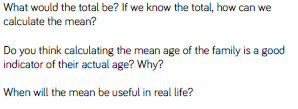 What would the total be? If we know the total, how can we
calculate the mean?
Do you think calculating the mean age of the family is a good
indicator of their actual age? Why?
When will the mean be useful in real life?